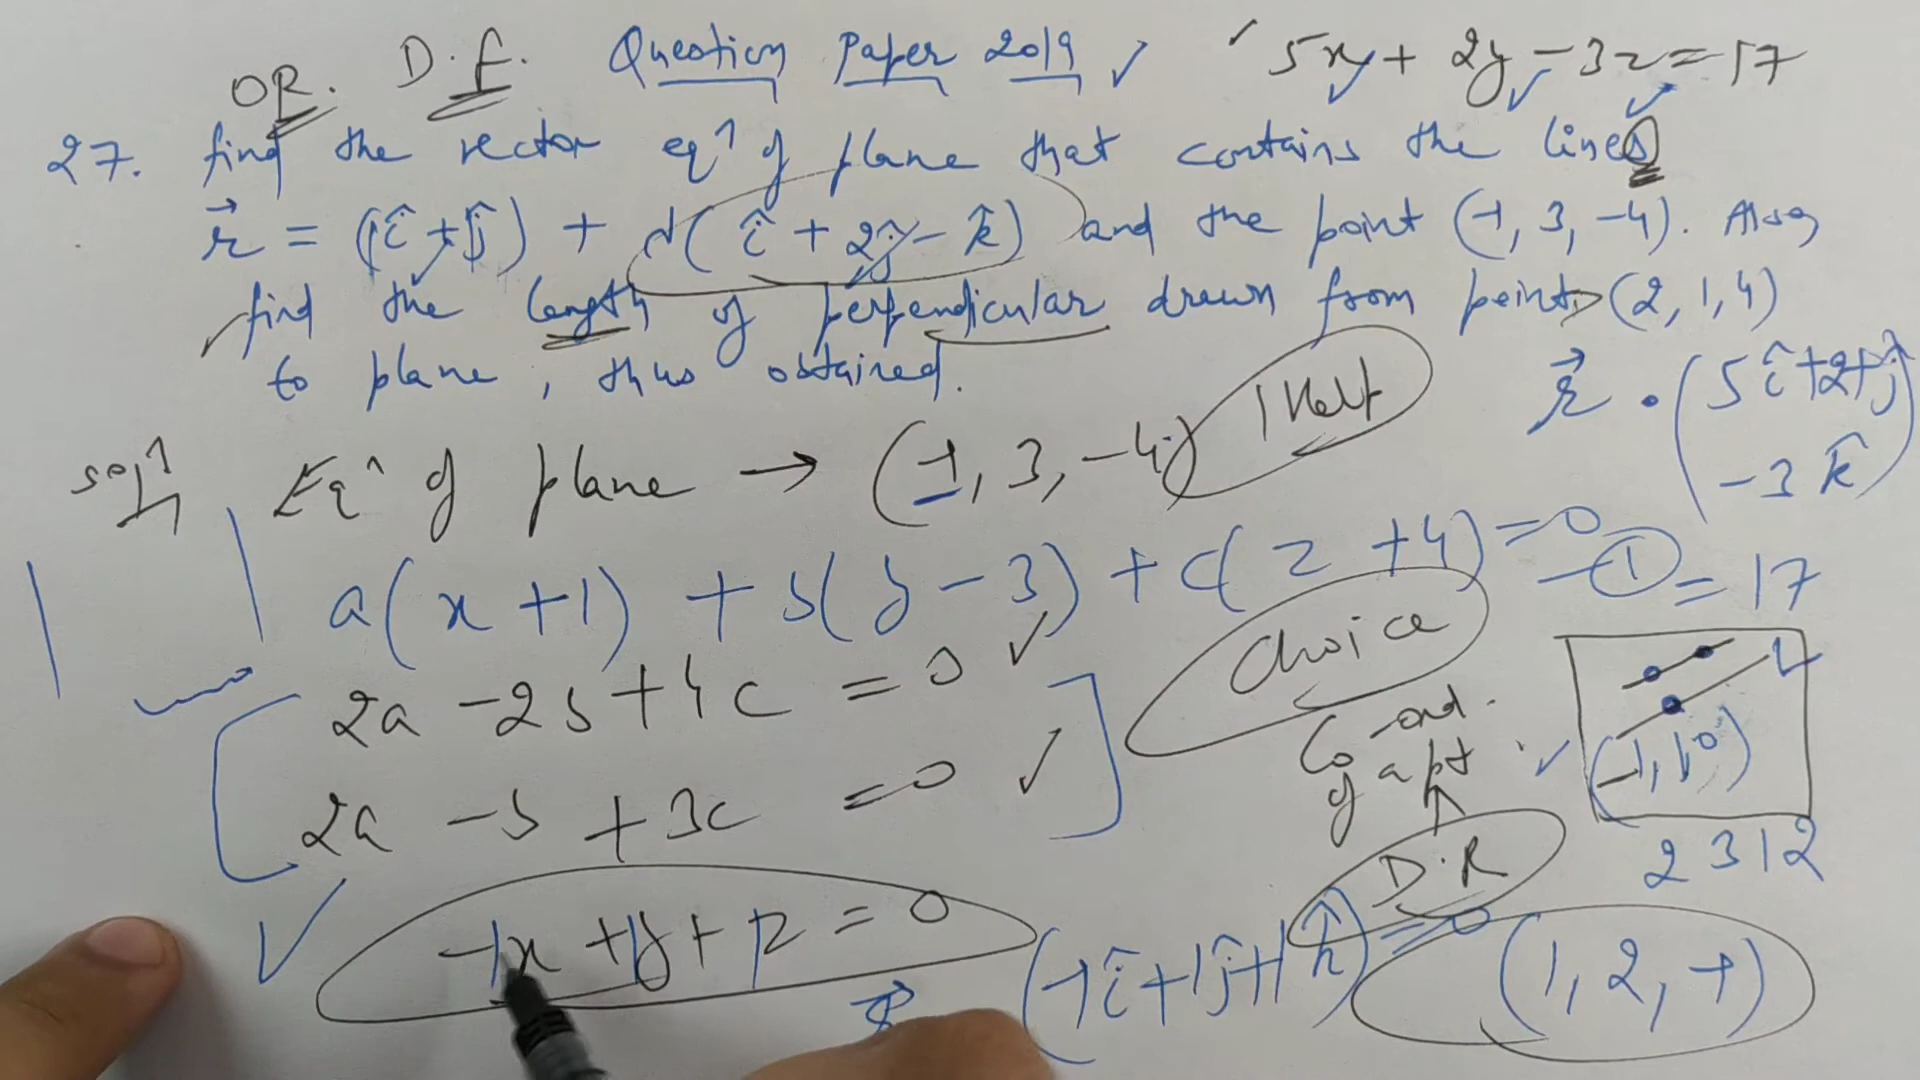 OR. D.f. Question Paper 2019 5x + 2y - 3z = 17
27. find the vector eqn of plane that contains the lines
r⃗ = (î + ĵ) + λ(î + 2ĵ - k̂) and the point (-1, 3, -4). Also
find the length of perpendicular drawn from point (2, 1, 4)
to plane, thus obtained.
r⃗ . (5î + 2ĵ
- 3k̂)
= 17
Soln Eqn of plane → (-1, 3, -4)
a(x + 1) + b(y - 3) + c(z + 4) = 0 - ①
2a - 2b + 4c = 0
Choice
2a - b + 3c = 0
Co-ord.
of a pt
(-1, 1, 0)
2 3 1 2
D.R
(1, 2, -1)
-1x + 1y + 1z = 0
r⃗ (-1î + 1ĵ + 1k̂) = 0